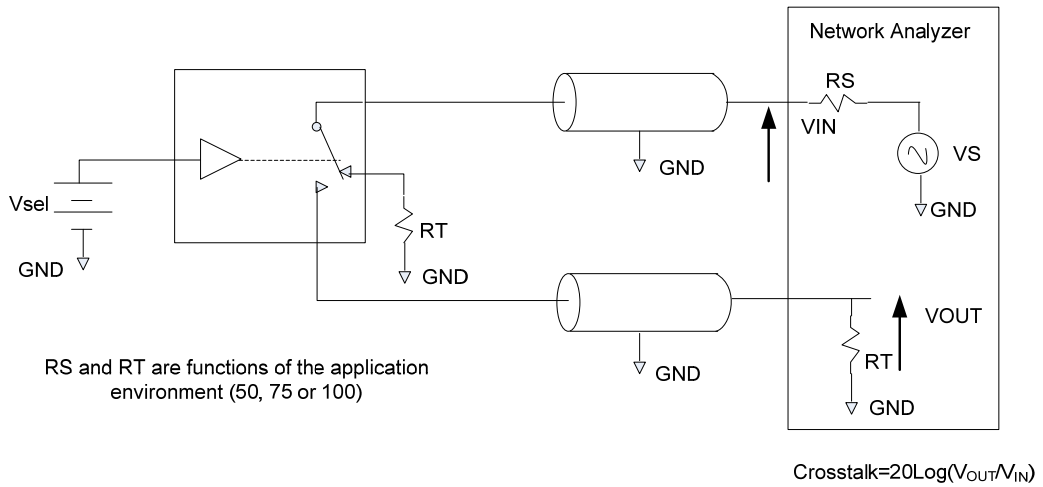 Network Analyzer
RS
VIN
VS
GND
GND
Vsel
GND
RT
GND
VOUT
RT
GND
GND
RS and RT are functions of the application
environment (50, 75 or 100)
Crosstalk=20Log(VOUT/VIN)